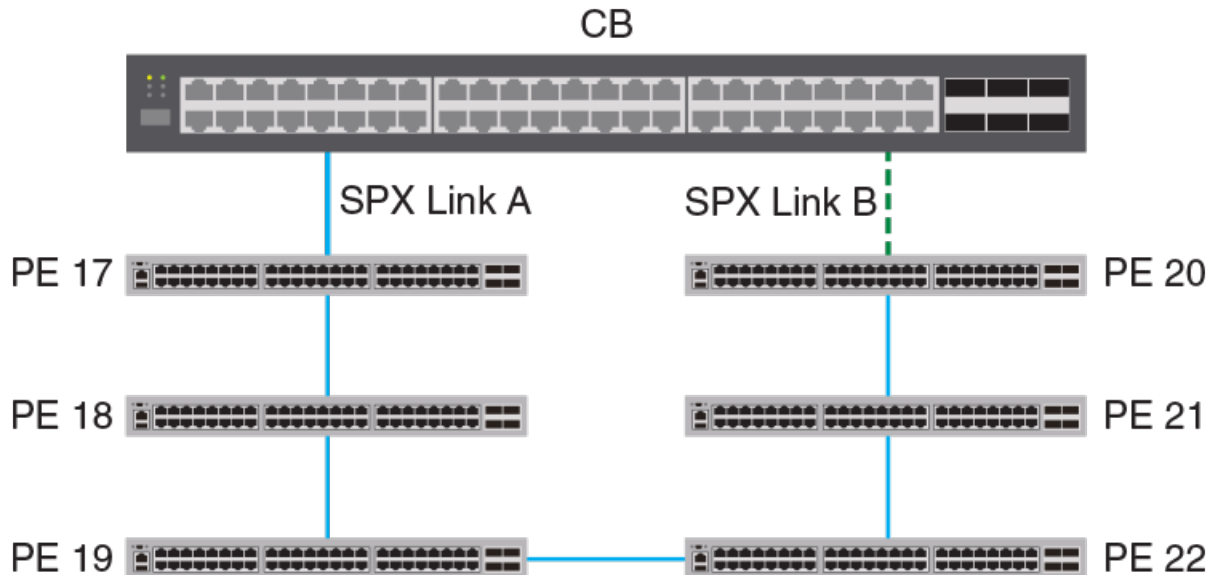 CB
SPX Link A
SPX Link B
PE 17
PE 20
PE 18
PE 21
PE 19
PE 22